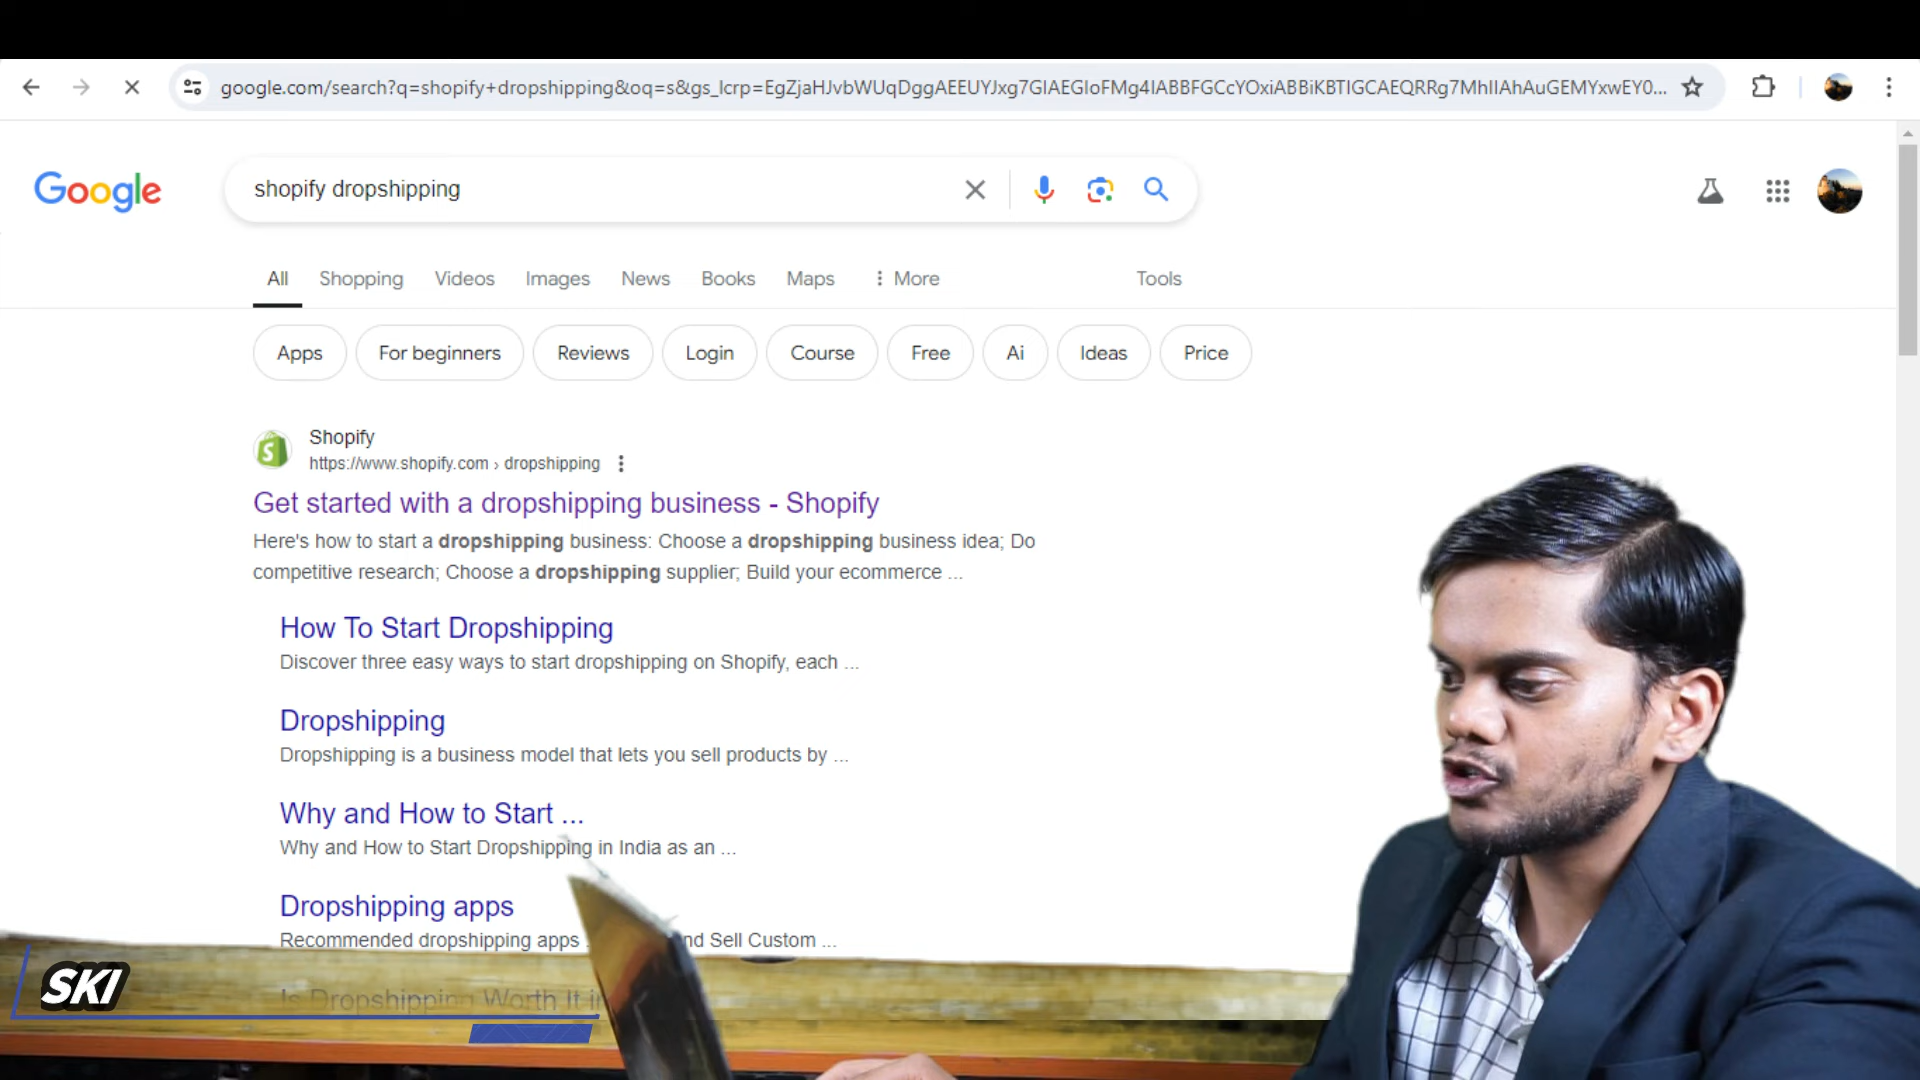 google.com/search?q=shopify+dropshipping&oq=s&gs_lcrp=EgZjaHJvbWUqDggAEEUYJxg7GIAEGIoFMg4IABBFGCcYOxiABBiKBTIGCAEQRRg7MhIIAhAuGEMYxwEY0...
Google
shopify dropshipping
All Shopping Videos Images News Books Maps More Tools
Apps For beginners Reviews Login Course Free Ai Ideas Price
Shopify
https://www.shopify.com › dropshipping
Get started with a dropshipping business - Shopify
Here's how to start a dropshipping business: Choose a dropshipping business idea; Do
competitive research; Choose a dropshipping supplier; Build your ecommerce ...
How To Start Dropshipping
Discover three easy ways to start dropshipping on Shopify, each ...
Dropshipping
Dropshipping is a business model that lets you sell products by ...
Why and How to Start ...
Why and How to Start Dropshipping in India as an ...
Dropshipping apps
Recommended dropshipping apps and Sell Custom ...
Is Dropshipping Worth It
SKI